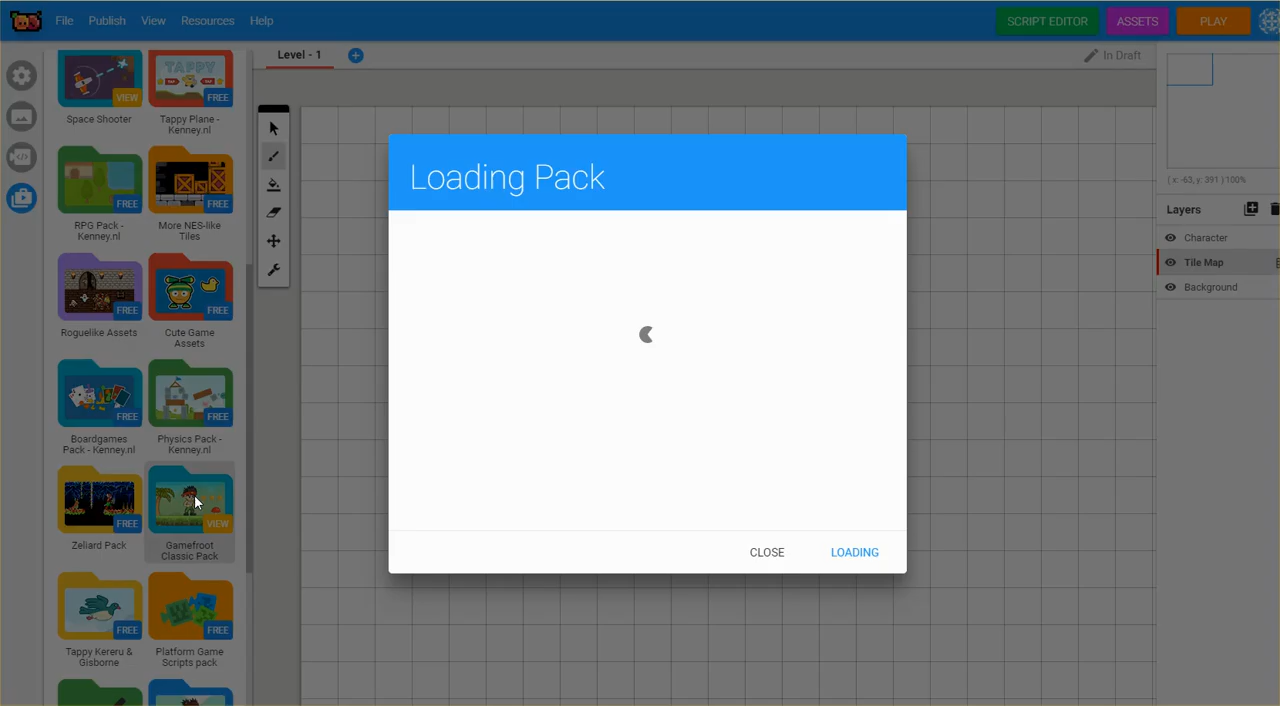 File Publish View Resources Help
SCRIPT EDITOR ASSETS PLAY
Level - 1
In Draft
VIEW
FREE
Space Shooter
Tappy Plane -
Kenney.nl
TAPPY
FREE
FREE
RPG Pack -
Kenney.nl
More NES-like
Tiles
FREE
FREE
Roguelike Assets
Cute Game
Assets
FREE
FREE
Boardgames
Pack - Kenney.nl
Physics Pack -
Kenney.nl
FREE
VIEW
Zeliard Pack
Gamefroot
Classic Pack
FREE
FREE
Tappy Kereru &
Gisborne
Platform Game
Scripts pack
Loading Pack
CLOSE LOADING
( x: -63, y: 391 ) 100%
Layers
Character
Tile Map
Background